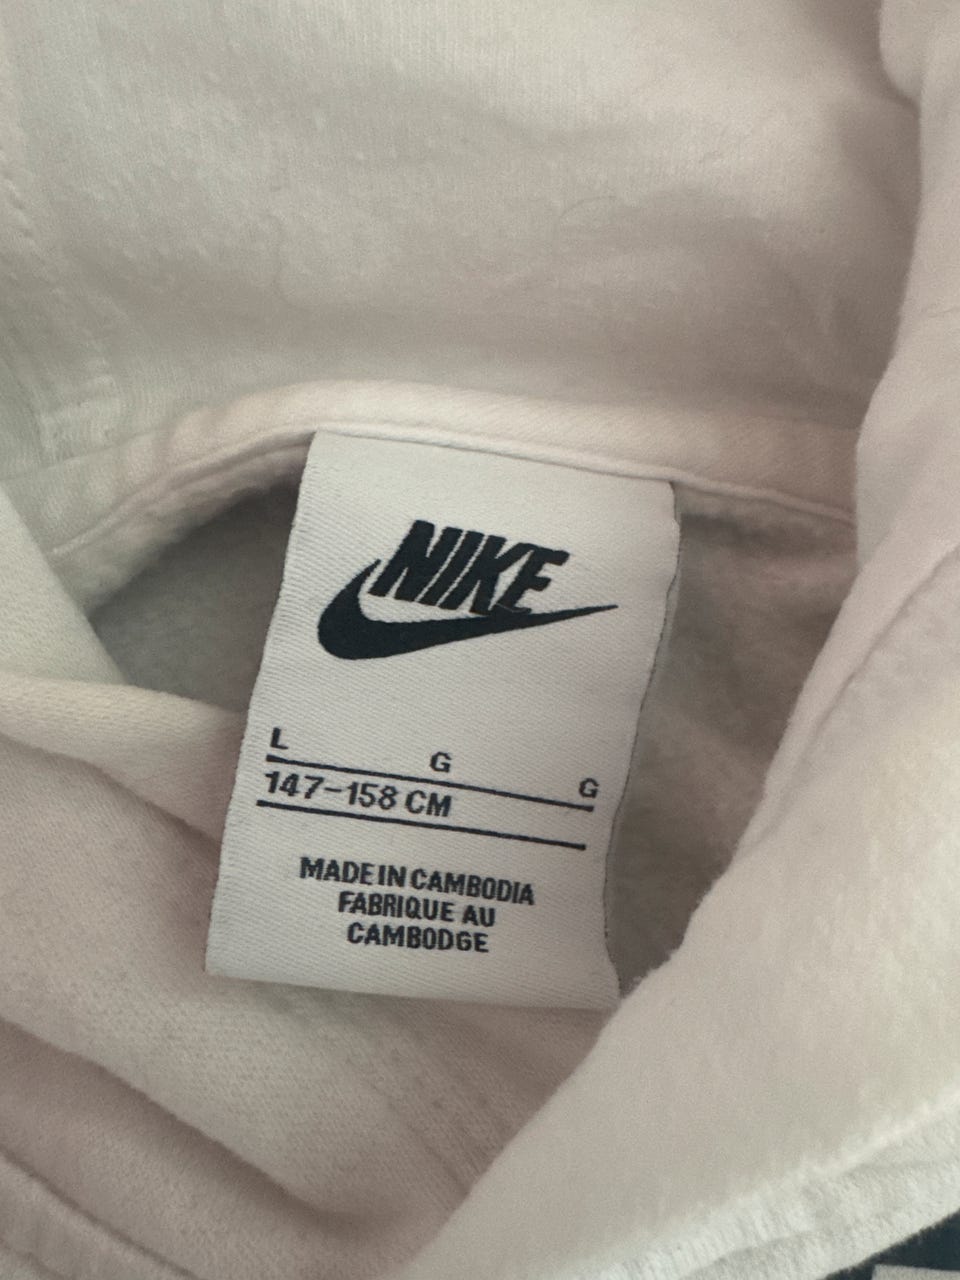 NIKE
L G G
147-158 CM
MADE IN CAMBODIA
FABRIQUE AU
CAMBODGE